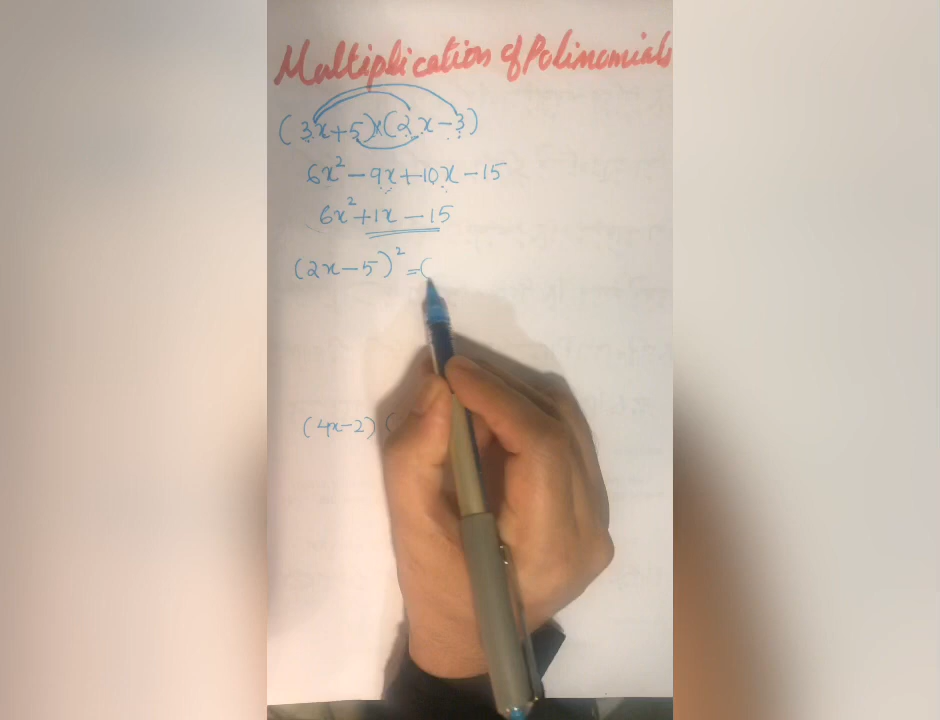 Multiplication of Polinomials
(3x+5)×(2x-3)
6x² - 9x + 10x - 15
6x² + 1x - 15
(2x-5)² = (
(4x-2) (